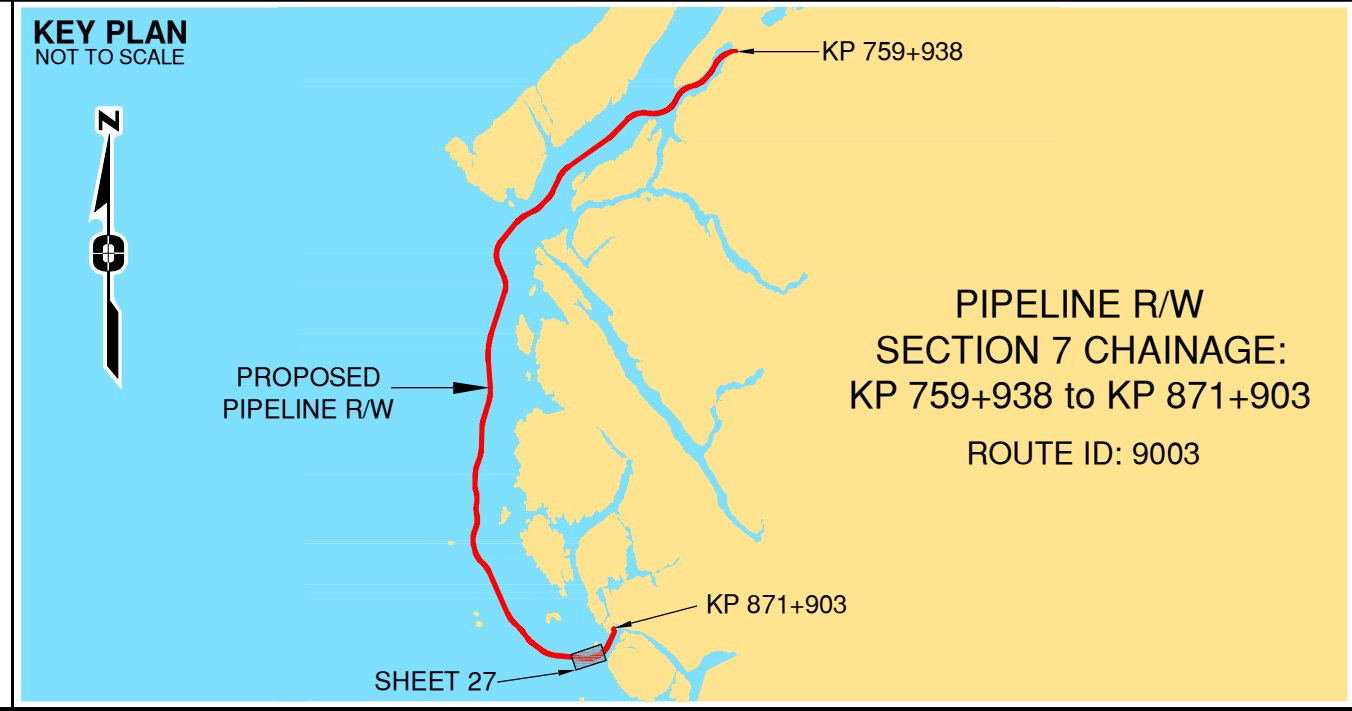 KEY PLAN
NOT TO SCALE
N
KP 759+938
PIPELINE R/W
SECTION 7 CHAINAGE:
KP 759+938 to KP 871+903
ROUTE ID: 9003
PROPOSED
PIPELINE R/W
KP 871+903
SHEET 27